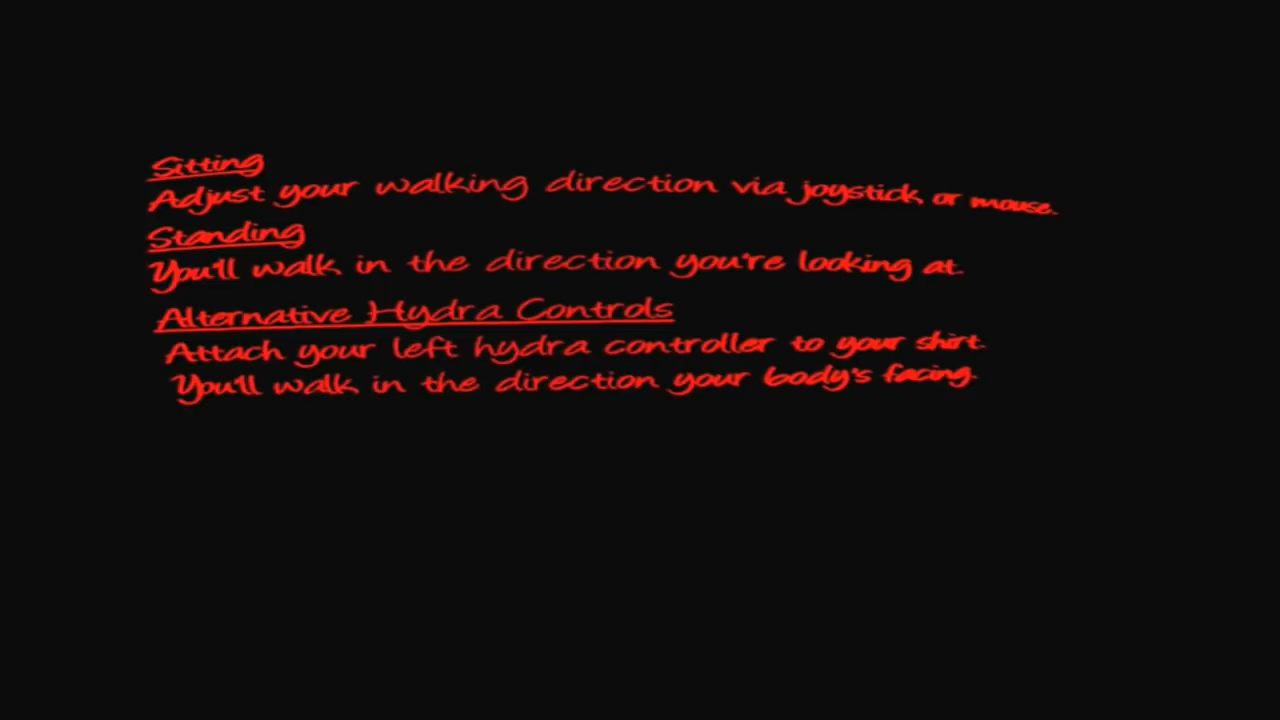 Sitting
Adjust your walking direction via joystick or mouse.
Standing
You'll walk in the direction you're looking at.
Alternative Hydra Controls
Attach your left hydra controller to your shirt.
You'll walk in the direction your body's facing.